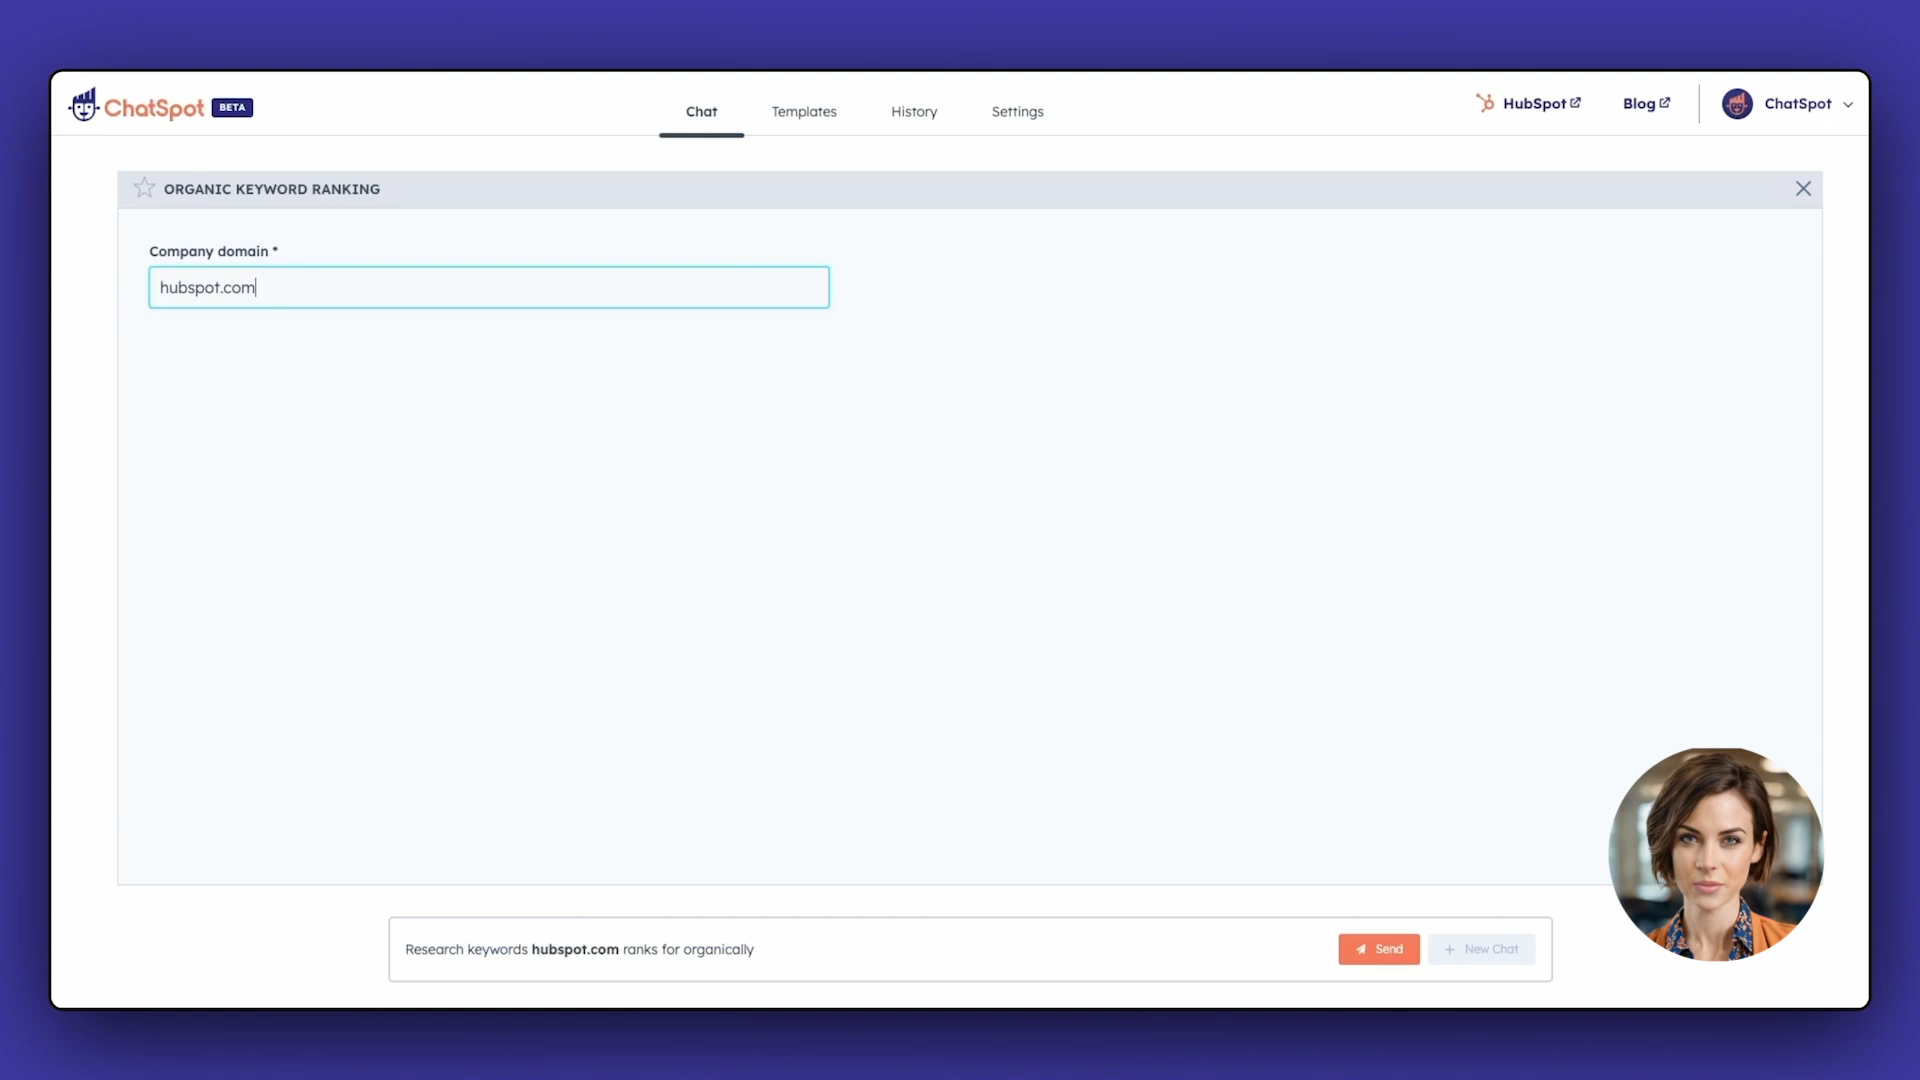 ChatSpot BETA
Chat Templates History Settings
HubSpot Blog ChatSpot
ORGANIC KEYWORD RANKING
Company domain *
hubspot.com
Research keywords hubspot.com ranks for organically
Send + New Chat